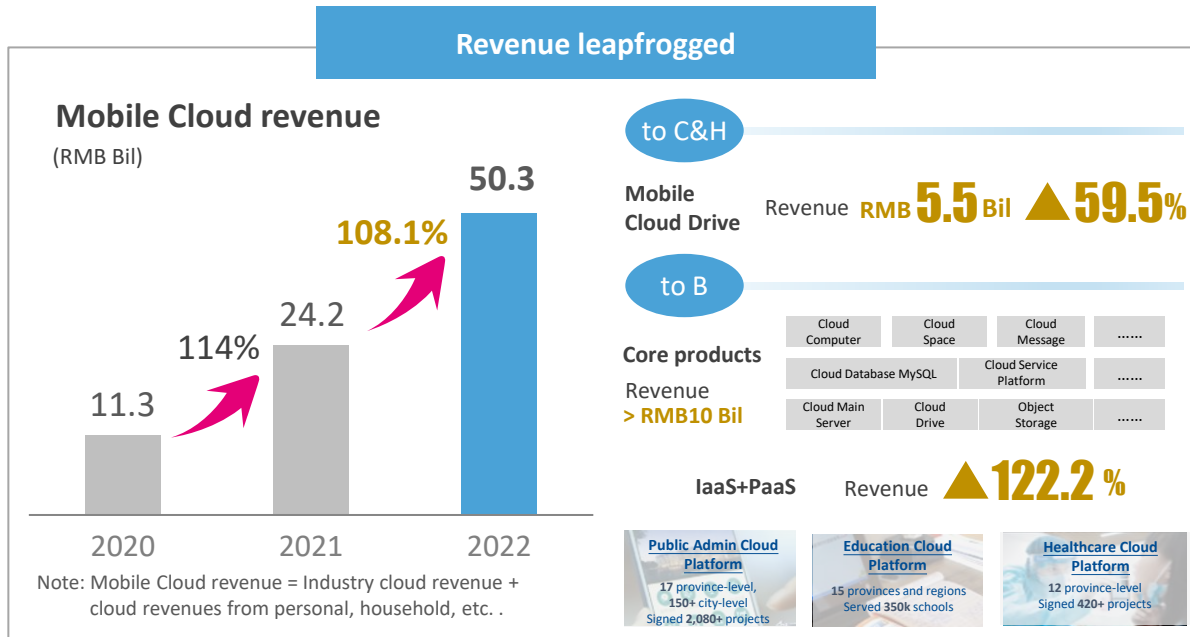 Revenue leapfrogged
Mobile Cloud revenue
(RMB Bil)
50.3
108.1%
24.2
114%
11.3
2020
2021
2022
Note: Mobile Cloud revenue = Industry cloud revenue +
cloud revenues from personal, household, etc. .
to C&H
Mobile
Cloud Drive
Revenue RMB 5.5 Bil ▲59.5%
to B
Core products
Revenue
> RMB10 Bil
Cloud
Computer
Cloud
Space
Cloud
Message
......
Cloud Database MySQL
Cloud Service
Platform
......
Cloud Main
Server
Cloud
Drive
Object
Storage
......
IaaS+PaaS Revenue ▲122.2 %
Public Admin Cloud
Platform
17 province-level,
150+ city-level
Signed 2,080+ projects
Education Cloud
Platform
15 provinces and regions
Served 350k schools
Healthcare Cloud
Platform
12 province-level
Signed 420+ projects